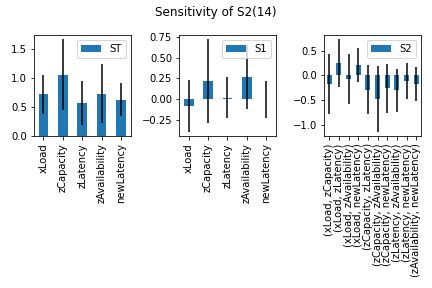 Sensitivity of S2(14)
ST
1.5
1.0
0.5
0.0
xLoad
zCapacity
zLatency
zAvailability
newLatency
S1
0.75
0.50
0.25
0.00
−0.25
xLoad
zCapacity
zLatency
zAvailability
newLatency
S2
0.5
0.0
−0.5
−1.0
(xLoad, zCapacity)
(xLoad, zLatency)
(xLoad, zAvailability)
(xLoad, newLatency)
(zCapacity, zLatency)
(zCapacity, zAvailability)
(zCapacity, newLatency)
(zLatency, zAvailability)
(zLatency, newLatency)
(zAvailability, newLatency)